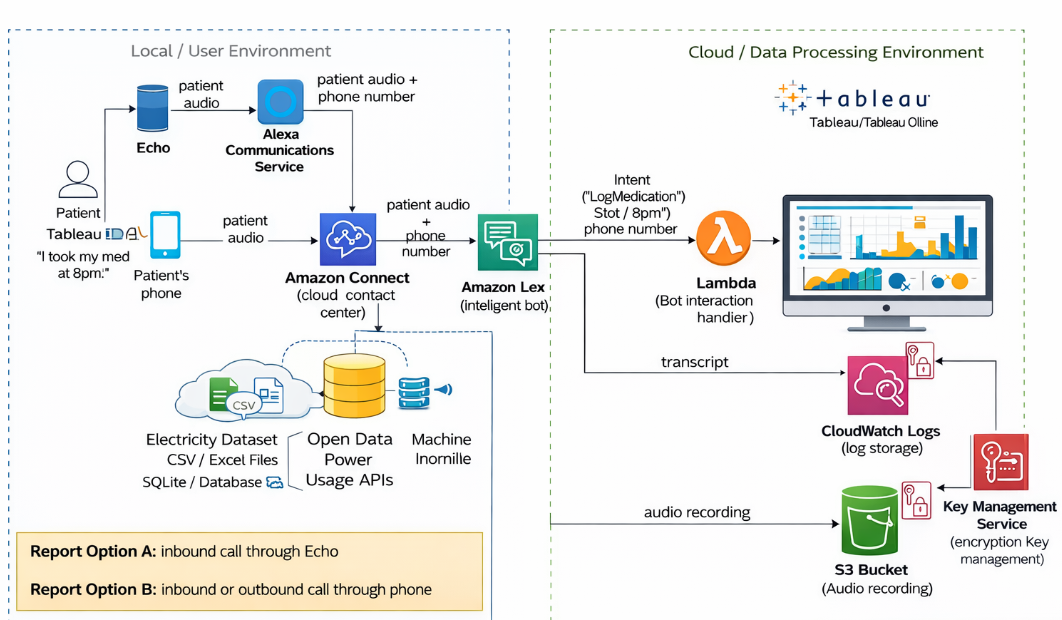 Local / User Environment
Cloud / Data Processing Environment
patient
audio
patient audio +
phone number
Echo
Alexa
Communications
Service
+ableau
Tableau/Tableau Olline
Patient
Tableau
"I took my med
at 8pm:"
Patient's
phone
patient
audio
Amazon Connect
(cloud contact
center)
patient audio
+
phone
number
Amazon Lex
(inteligent bot)
Intent
("LogMedication")
Stot / 8pm")
phone number
Lambda
(Bot interaction
handier)
transcript
CloudWatch Logs
(log storage)
CSV
Electricity Dataset
CSV / Excel Files
SQLite / Database
Open Data
Power
Usage APIs
Machine
Inornille
audio recording
S3 Bucket
(Audio recording)
Key Management
Service
(encryption Key
management)
Report Option A: inbound call through Echo
Report Option B: inbound or outbound call through phone